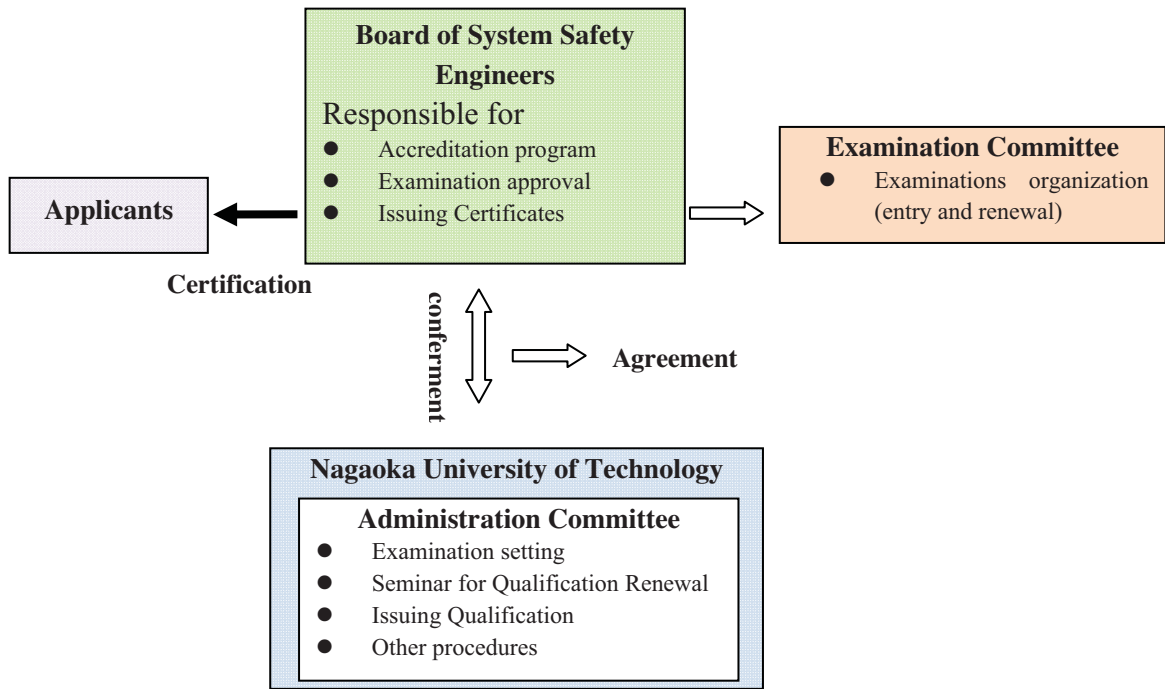 Board of System Safety
Engineers
Responsible for
● Accreditation program
● Examination approval
● Issuing Certificates
Examination Committee
● Examinations organization
(entry and renewal)
Applicants
Certification
conferment
Agreement
Nagaoka University of Technology
Administration Committee
● Examination setting
● Seminar for Qualification Renewal
● Issuing Qualification
● Other procedures